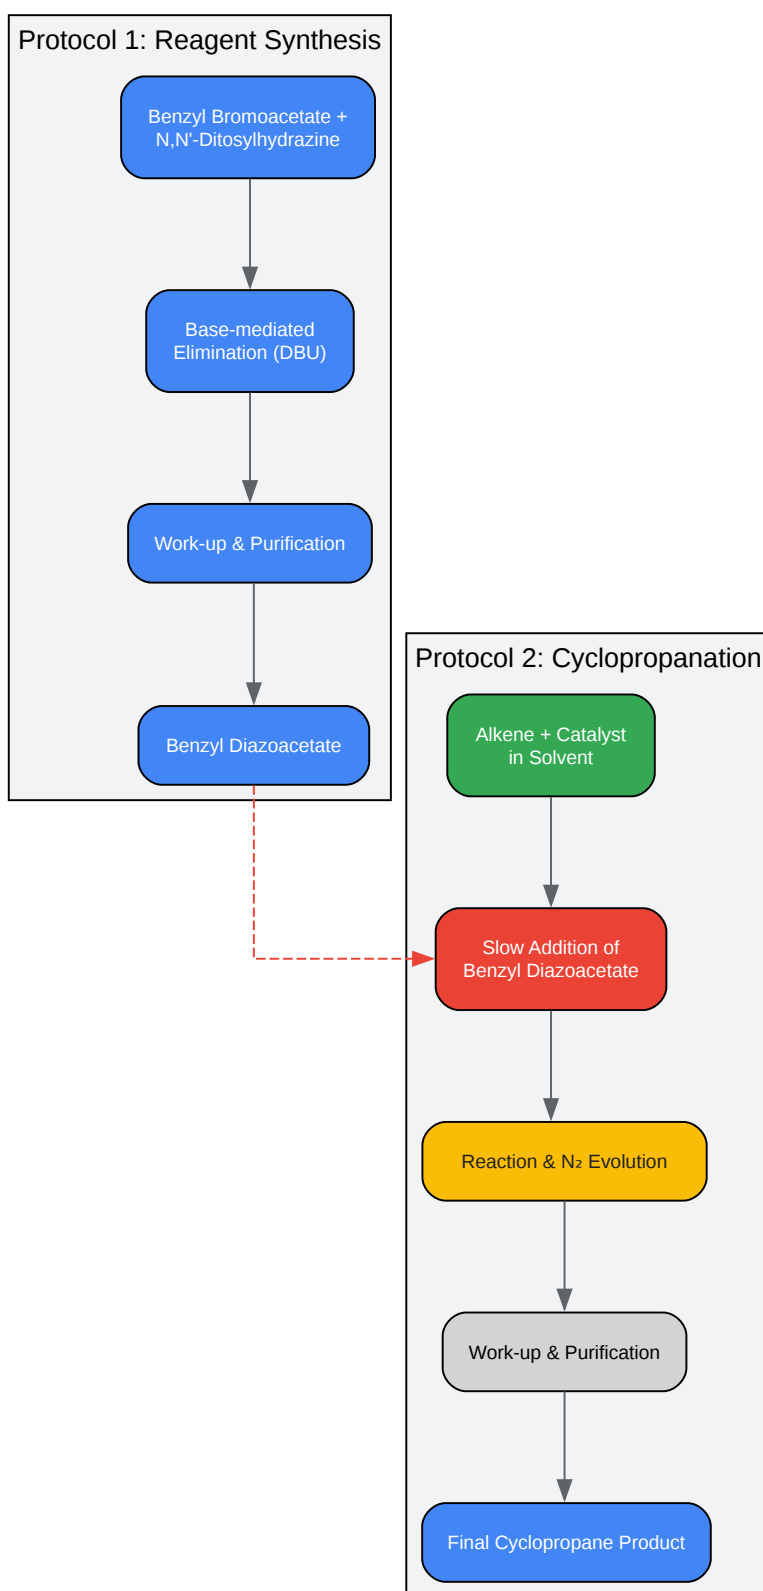 Protocol 1: Reagent Synthesis
Benzyl Bromoacetate +
N,N'-Ditosylhydrazine
Base-mediated
Elimination (DBU)
Work-up & Purification
Benzyl Diazoacetate
Protocol 2: Cyclopropanation
Alkene + Catalyst
in Solvent
Slow Addition of
Benzyl Diazoacetate
Reaction & N₂ Evolution
Work-up & Purification
Final Cyclopropane Product